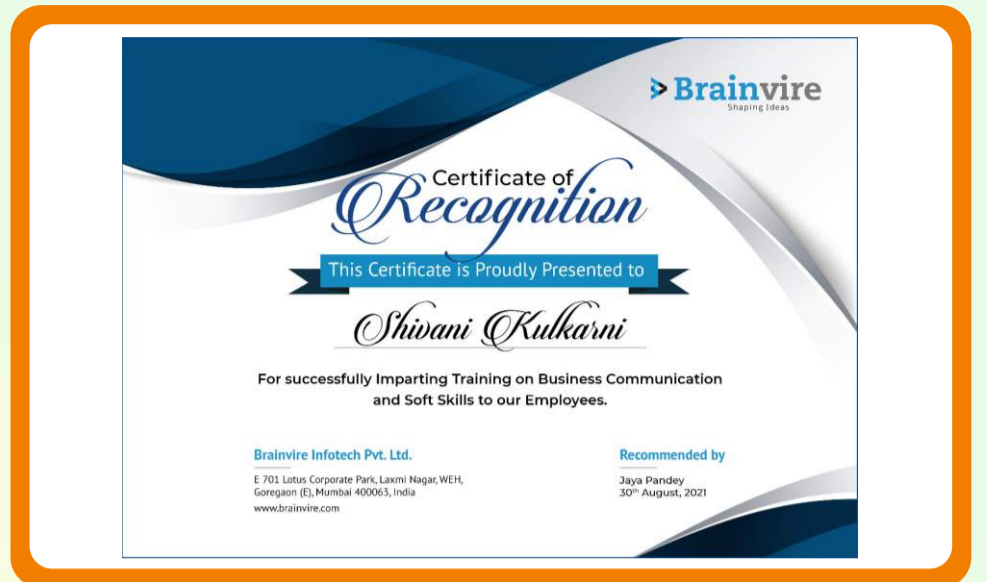 Brainvire
Shaping Ideas
Certificate of
Recognition
This Certificate is Proudly Presented to
Shivani Kulkarni
For successfully Imparting Training on Business Communication
and Soft Skills to our Employees.
Brainvire Infotech Pvt. Ltd.
E 701 Lotus Corporate Park, Laxmi Nagar, WEH,
Goregaon (E), Mumbai 400063, India
www.brainvire.com
Recommended by
Jaya Pandey
30th August, 2021